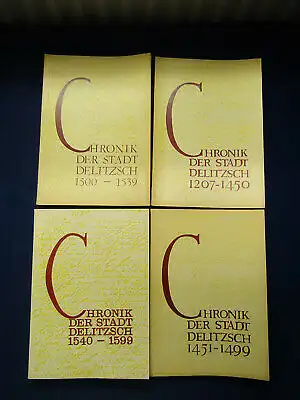 CHRONIK
DER STADT
DELITZSCH
1500 - 1539
CHRONIK
DER STADT
DELITZSCH
1207-1450
CHRONIK
DER STADT
DELITZSCH
1540 - 1599
CHRONIK
DER STADT
DELITZSCH
1451-1499